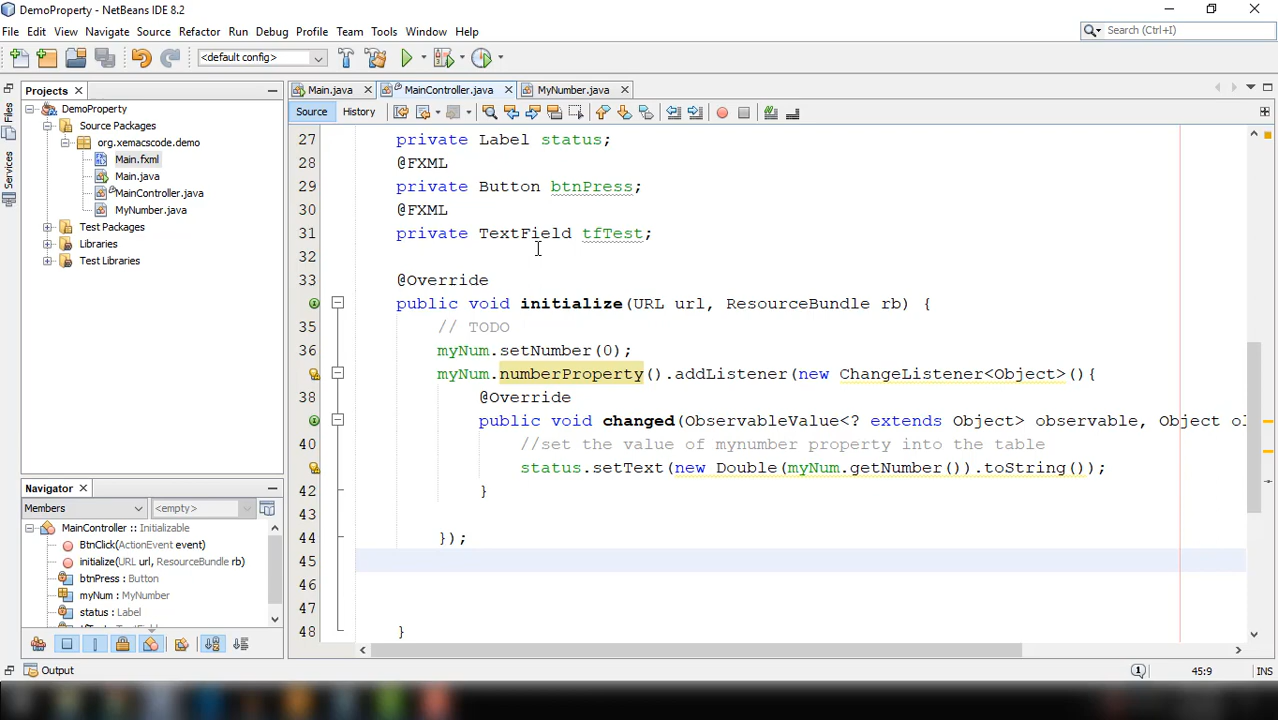 DemoProperty - NetBeans IDE 8.2
File Edit View Navigate Source Refactor Run Debug Profile Team Tools Window Help
Search (Ctrl+I)
<default config>
Projects
Main.java
MainController.java
MyNumber.java
Source History
Files
Services
DemoProperty
Source Packages
org.xemacscode.demo
Main.fxml
Main.java
MainController.java
MyNumber.java
Test Packages
Libraries
Test Libraries
27 private Label status;
28 @FXML
29 private Button btnPress;
30 @FXML
31 private TextField tfTest;
32
33 @Override
public void initialize(URL url, ResourceBundle rb) {
35 // TODO
36 myNum.setNumber(0);
myNum.numberProperty().addListener(new ChangeListener<Object>(){
38 @Override
public void changed(ObservableValue<? extends Object> observable, Object ol
40 //set the value of mynumber property into the table
status.setText(new Double(myNum.getNumber()).toString());
42 }
43
44 });
45
46
47
48 }
Navigator
Members
<empty>
MainController :: Initializable
BtnClick(ActionEvent event)
initialize(URL url, ResourceBundle rb)
btnPress : Button
myNum : MyNumber
status : Label
Output
1
45:9
INS